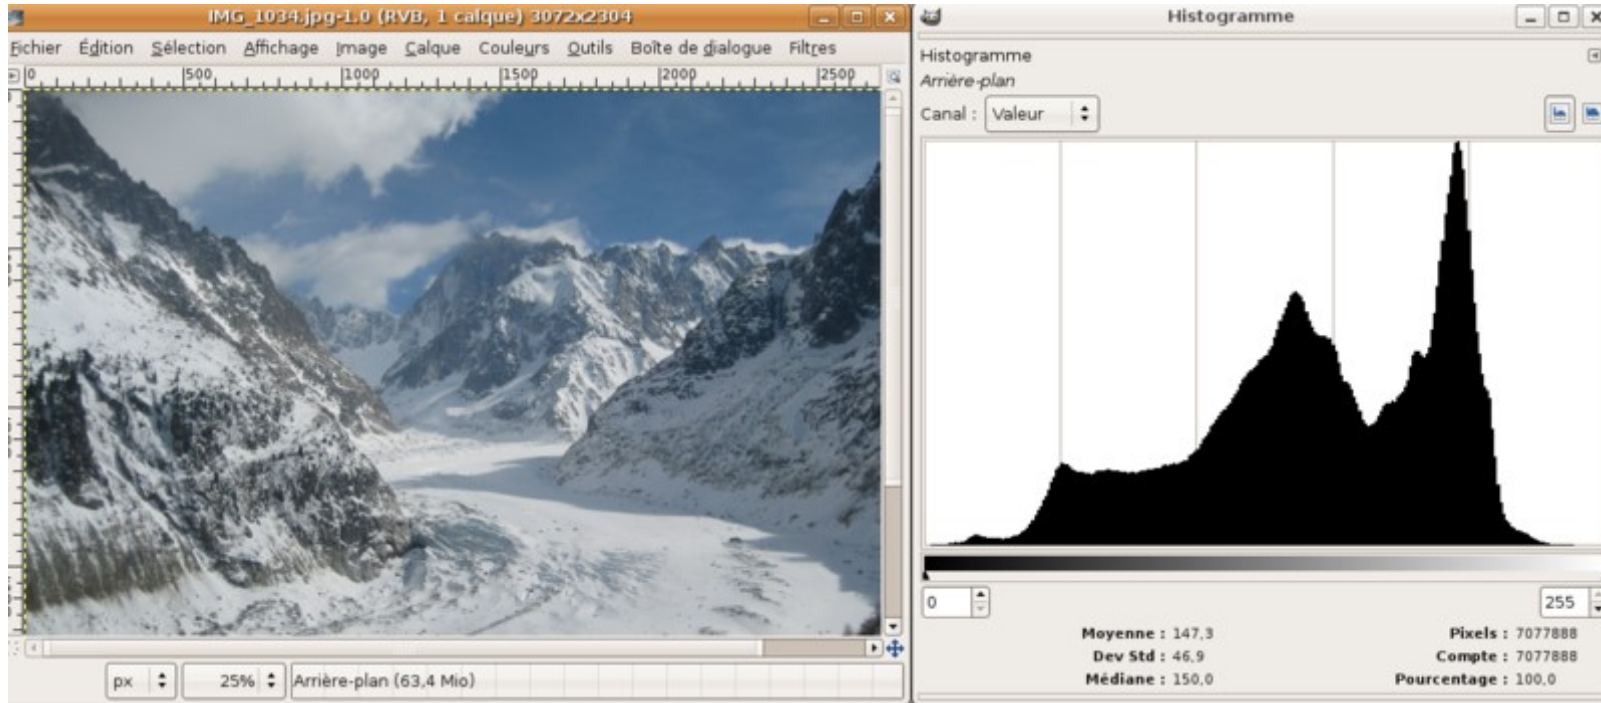 IMG_1034.jpg-1.0 (RVB, 1 calque) 3072x2304
Fichier Édition Sélection Affichage Image Calque Couleurs Outils Boîte de dialogue Filtres
0 500 1000 1500 2000 2500
px 25% Arrière-plan (63,4 Mio)
Histogramme
Histogramme
Arrière-plan
Canal : Valeur
0 255
Moyenne : 147,3 Pixels : 7077888
Dev Std : 46,9 Compte : 7077888
Médiane : 150,0 Pourcentage : 100,0